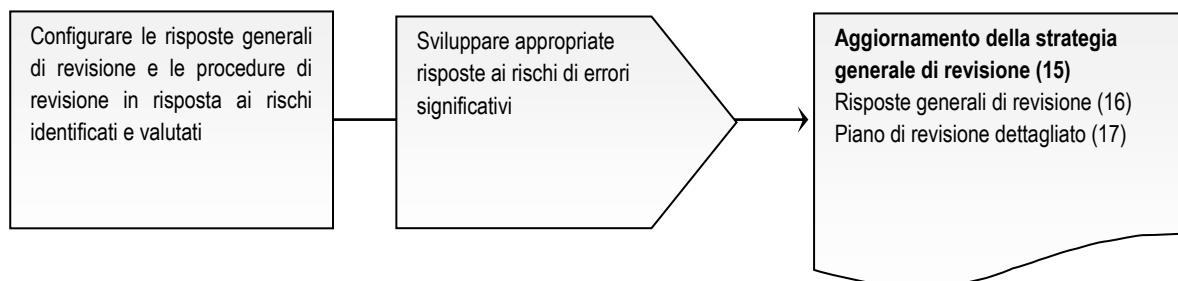 Configurare le risposte generali
di revisione e le procedure di
revisione in risposta ai rischi
identificati e valutati
Sviluppare appropriate
risposte ai rischi di errori
significativi
Aggiornamento della strategia
generale di revisione (15)
Risposte generali di revisione (16)
Piano di revisione dettagliato (17)